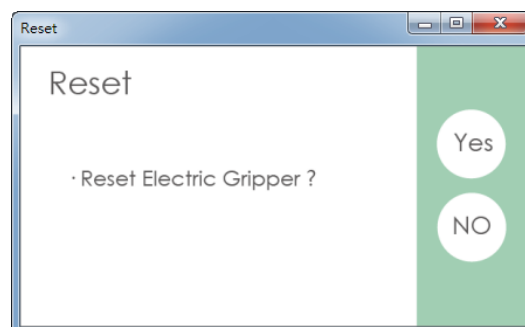 Reset
Reset
· Reset Electric Gripper ?
Yes
NO